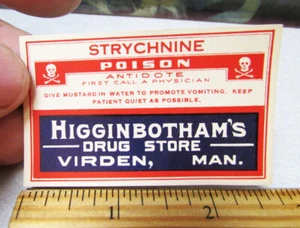 STRYCHNINE
POISON
ANTIDOTE
FIRST CALL A PHYSICIAN
GIVE MUSTARD IN WATER TO PROMOTE VOMITING. KEEP
PATIENT QUIET AS POSSIBLE.
HIGGINBOTHAM'S
DRUG STORE
VIRDEN, MAN.
1 2